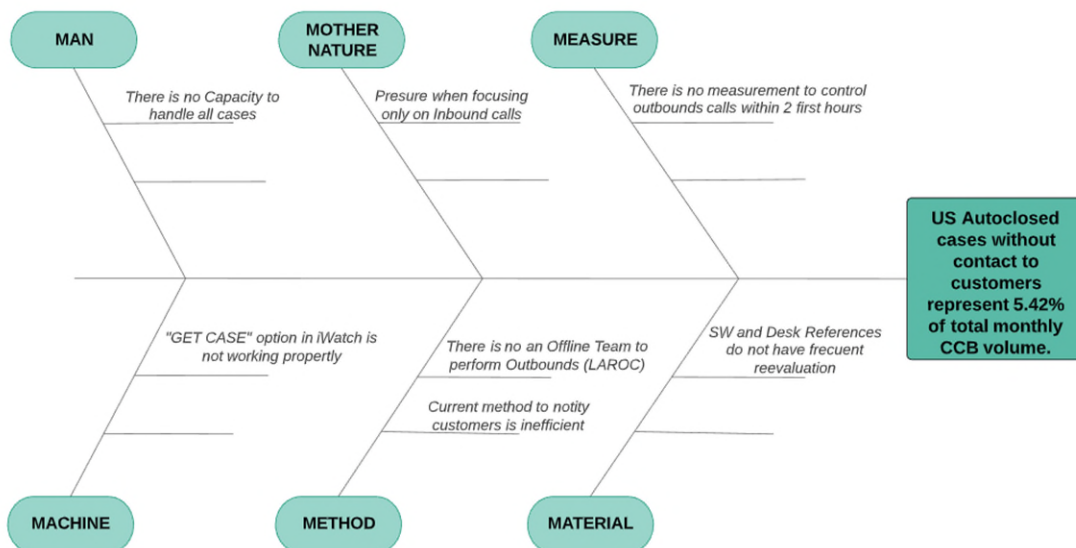 MAN
MOTHER
NATURE
MEASURE
There is no Capacity to
handle all cases
Presure when focusing
only on Inbound calls
There is no measurement to control
outbounds calls within 2 first hours
US Autoclosed
cases without
contact to
customers
represent 5.42%
of total monthly
CCB volume.
"GET CASE" option in iWatch is
not working propertly
There is no an Offline Team to
perform Outbounds (LAROC)
Current method to notity
customers is inefficient
SW and Desk References
do not have frecuent
reevaluation
MACHINE
METHOD
MATERIAL